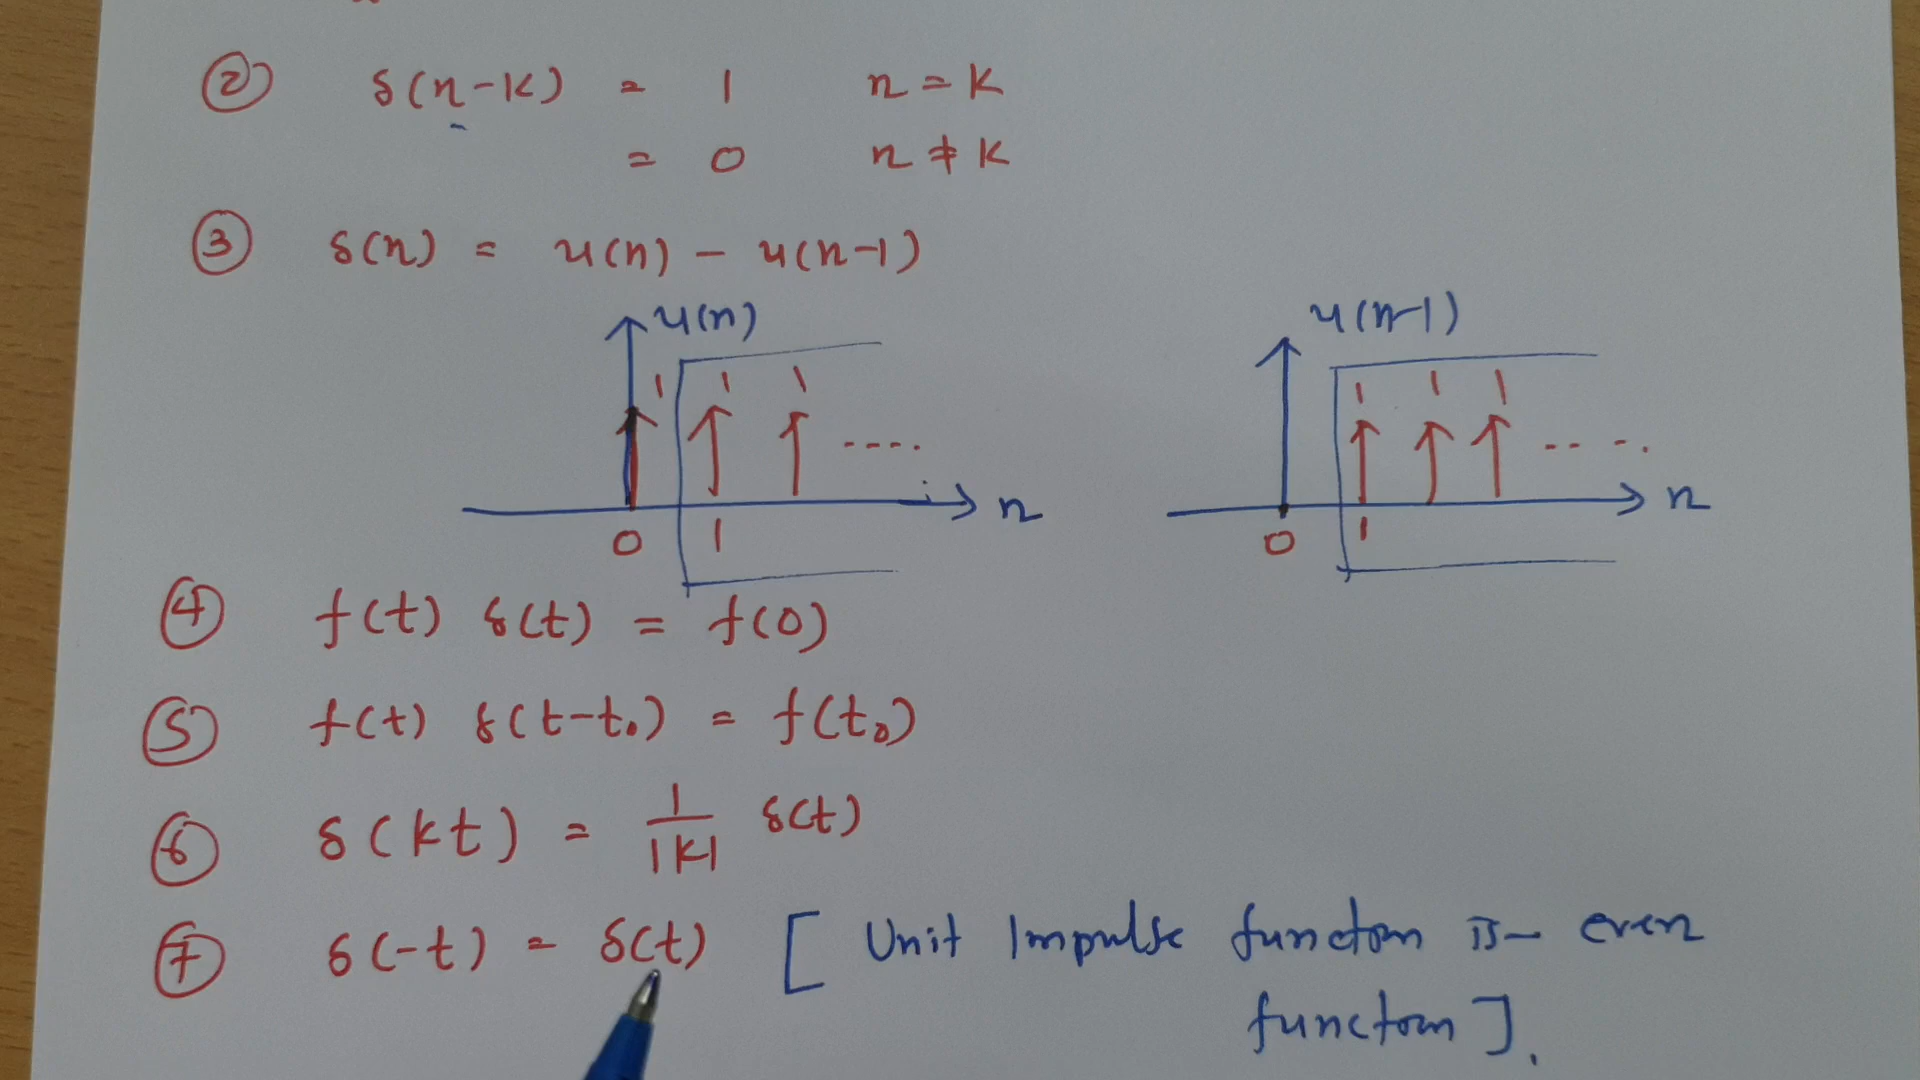 ② δ(n-k) = 1 n = k
= 0 n ≠ k
③ δ(n) = u(n) - u(n-1)
u(n) u(n-1)
1 1 1 ---- 1 1 1 -- --
n n
0 1 0 1
④ f(t) δ(t) = f(0)
⑤ f(t) δ(t-t₀) = f(t₀)
⑥ δ(kt) = 1/|k| δ(t)
⑦ δ(-t) = δ(t) [ Unit Impulse function is even
function ].